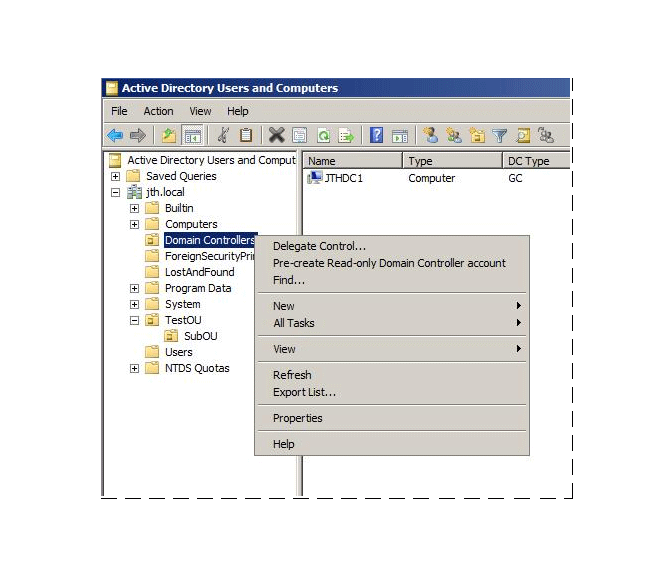 Active Directory Users and Computers
File Action View Help
Active Directory Users and Comput
Name Type DC Type
Saved Queries
JTHDC1 Computer GC
jth.local
Builtin
Computers
Domain Controllers
Delegate Control...
ForeignSecurityPri
Pre-create Read-only Domain Controller account
LostAndFound
Find...
Program Data
System
New
TestOU
All Tasks
SubOU
Users
View
NTDS Quotas
Refresh
Export List...
Properties
Help